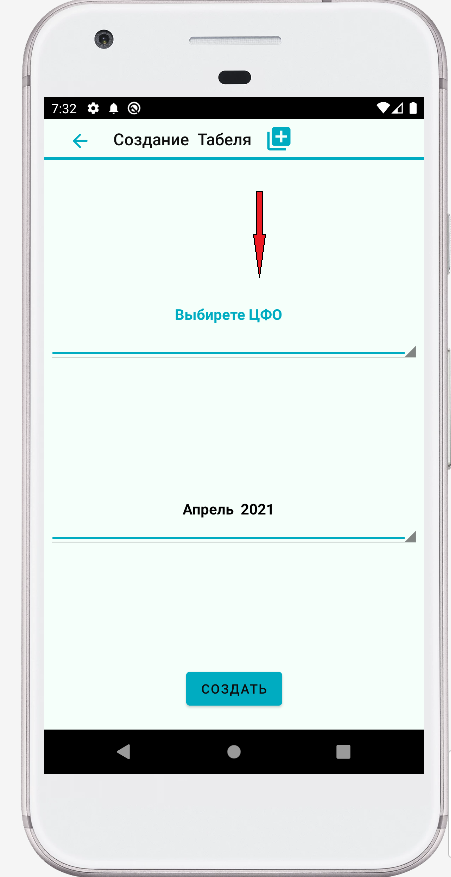 7:32
Создание Табеля
Выбирете ЦФО
Апрель 2021
СОЗДАТЬ